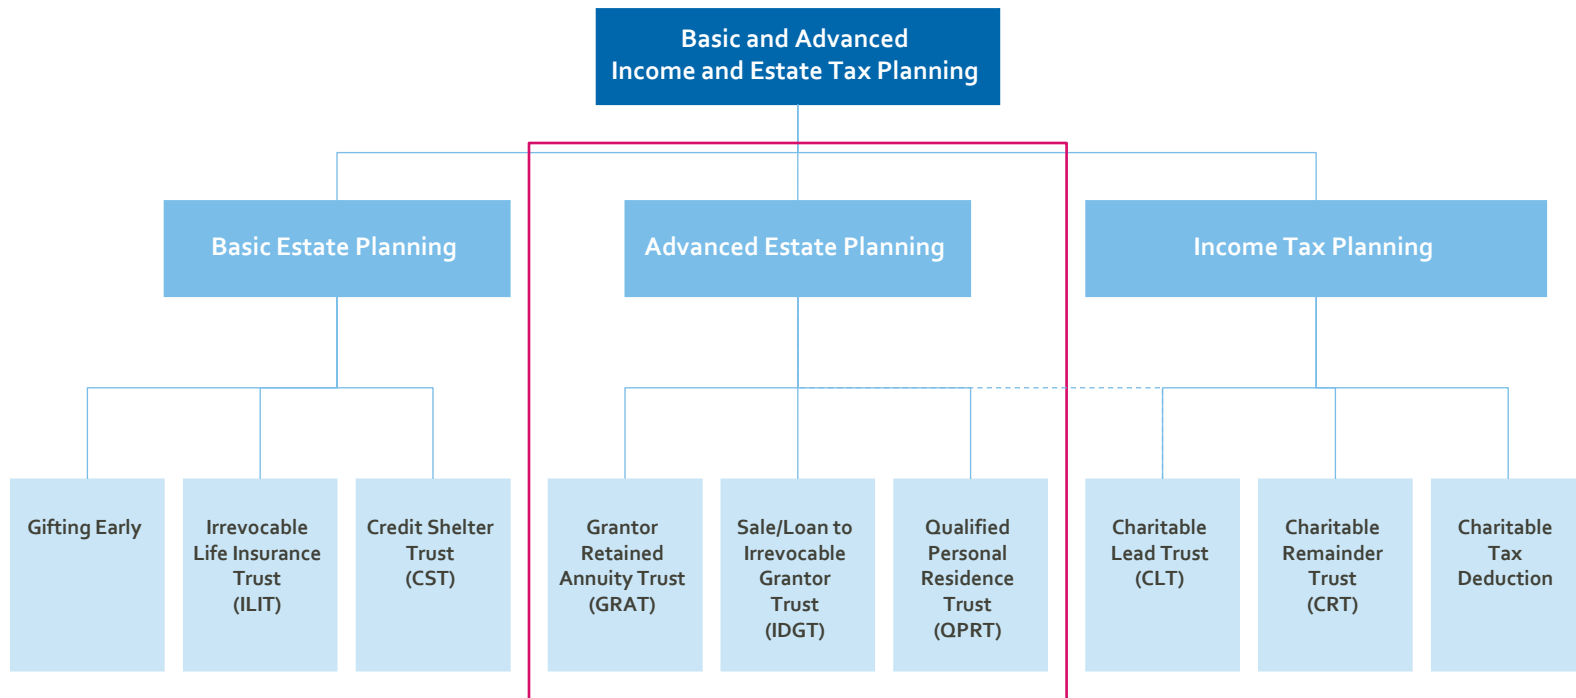 Basic and Advanced
Income and Estate Tax Planning
Basic Estate Planning
Advanced Estate Planning
Income Tax Planning
Gifting Early
Irrevocable
Life Insurance
Trust
(ILIT)
Credit Shelter
Trust
(CST)
Grantor
Retained
Annuity Trust
(GRAT)
Sale/Loan to
Irrevocable
Grantor
Trust
(IDGT)
Qualified
Personal
Residence
Trust
(QPRT)
Charitable
Lead Trust
(CLT)
Charitable
Remainder
Trust
(CRT)
Charitable
Tax
Deduction